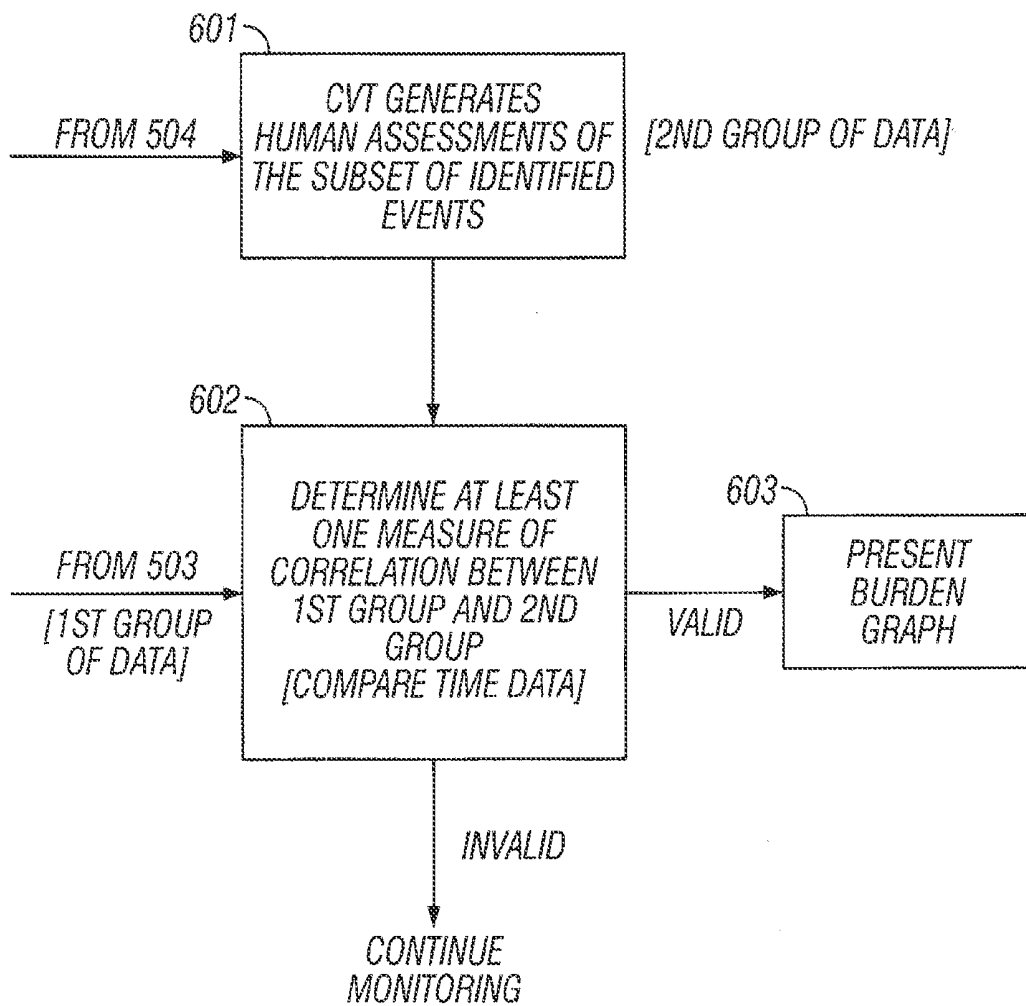 601
CVT GENERATES
HUMAN ASSESSMENTS OF
THE SUBSET OF IDENTIFIED
EVENTS
FROM 504
[2ND GROUP OF DATA]
602
DETERMINE AT LEAST
ONE MEASURE OF
CORRELATION BETWEEN
1ST GROUP AND 2ND
GROUP
[COMPARE TIME DATA]
FROM 503
[1ST GROUP
OF DATA]
VALID
603
PRESENT
BURDEN
GRAPH
INVALID
CONTINUE
MONITORING